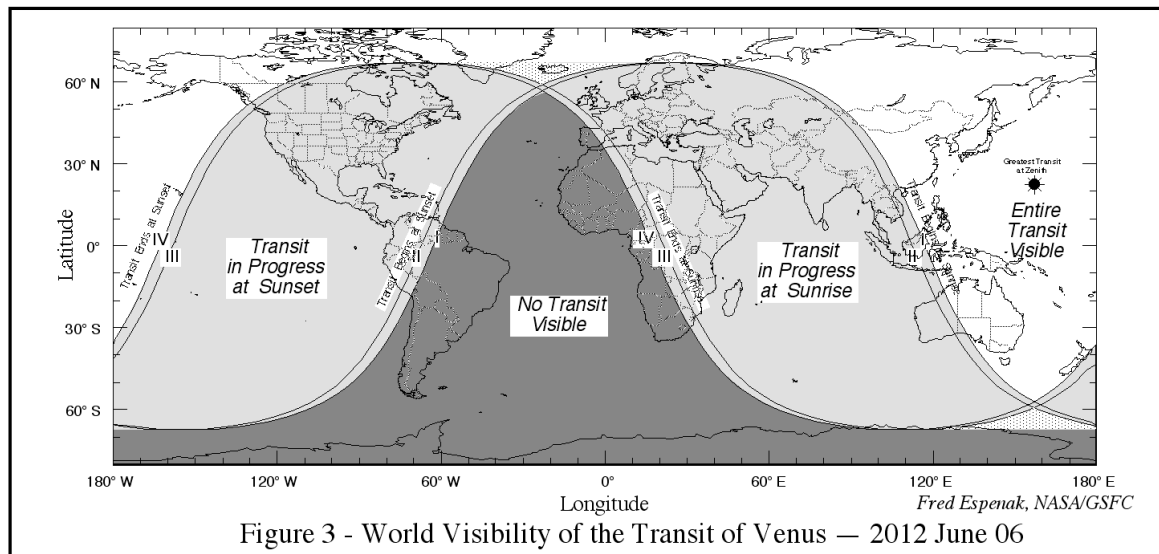 60° N
30° N
0°
30° S
60° S
Latitude
Greatest Transit
at Zenith
Entire
Transit
Visible
Transit Ends at Sunset
IV
III
Transit
in Progress
at Sunset
Transit Begins at Sunset
I
II
No Transit
Visible
IV
III
Transit Ends at Sunrise
Transit
in Progress
at Sunrise
Transit
I
II
180° W
120° W
60° W
0°
60° E
120° E
180° E
Longitude
Fred Espenak, NASA/GSFC
Figure 3 - World Visibility of the Transit of Venus — 2012 June 06